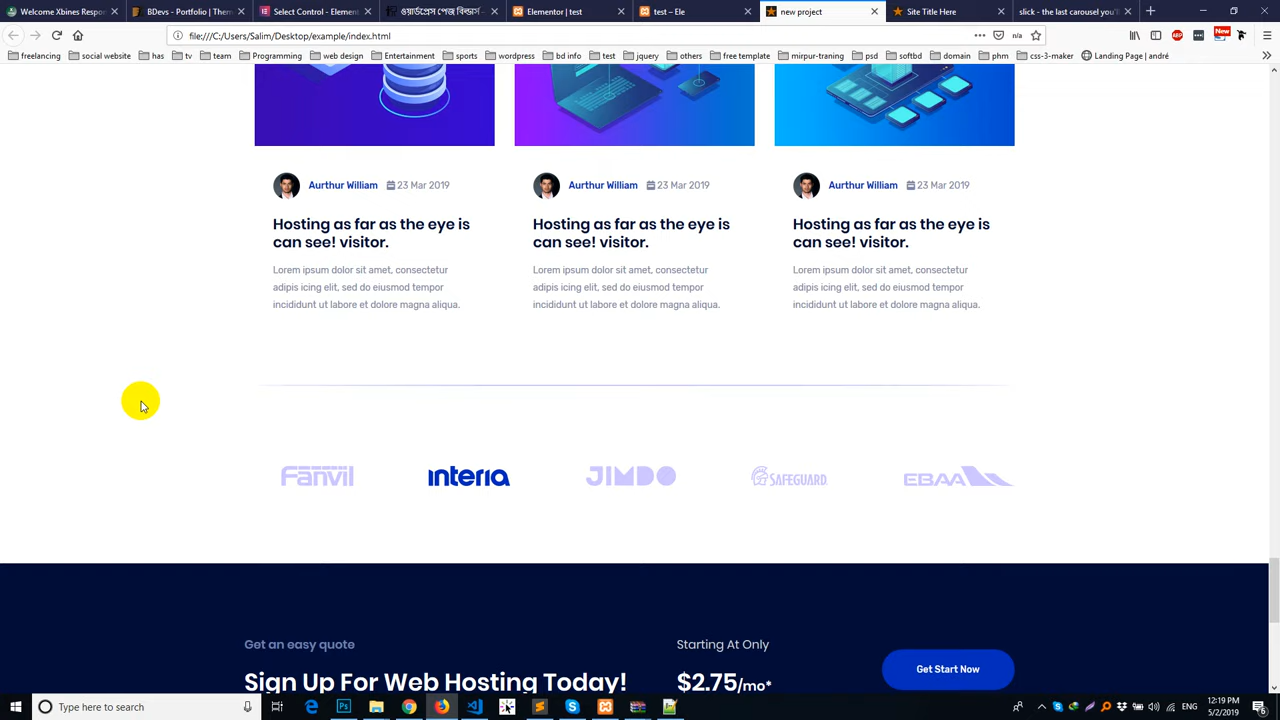 Welcome Xbines Respo
BDevs - Portfolio | Them
Select Control - Element
ওয়ার্ডপ্রেস পেজ বিল্ডার্স
Elementor | test
test – Ele
new project
Site Title Here
slick - the last carousel you'll
file:///C:/Users/Salim/Desktop/example/index.html
n/a
ABP
New
freelancing
social website
has
tv
team
Programming
web design
Entertainment
sports
wordpress
bd info
test
jquery
others
free template
mirpur-traning
psd
softbd
domain
phm
css-3-maker
Landing Page | andré
Aurthur William 23 Mar 2019
Hosting as far as the eye is
can see! visitor.
Lorem ipsum dolor sit amet, consectetur
adipis icing elit, sed do eiusmod tempor
incididunt ut labore et dolore magna aliqua.
Aurthur William 23 Mar 2019
Hosting as far as the eye is
can see! visitor.
Lorem ipsum dolor sit amet, consectetur
adipis icing elit, sed do eiusmod tempor
incididunt ut labore et dolore magna aliqua.
Aurthur William 23 Mar 2019
Hosting as far as the eye is
can see! visitor.
Lorem ipsum dolor sit amet, consectetur
adipis icing elit, sed do eiusmod tempor
incididunt ut labore et dolore magna aliqua.
Fanvil
interia
JIMDO
SAFEGUARD
EBAA
Get an easy quote
Sign Up For Web Hosting Today!
Starting At Only
$2.75/mo*
Get Start Now
Type here to search
ENG
12:19 PM
5/2/2019